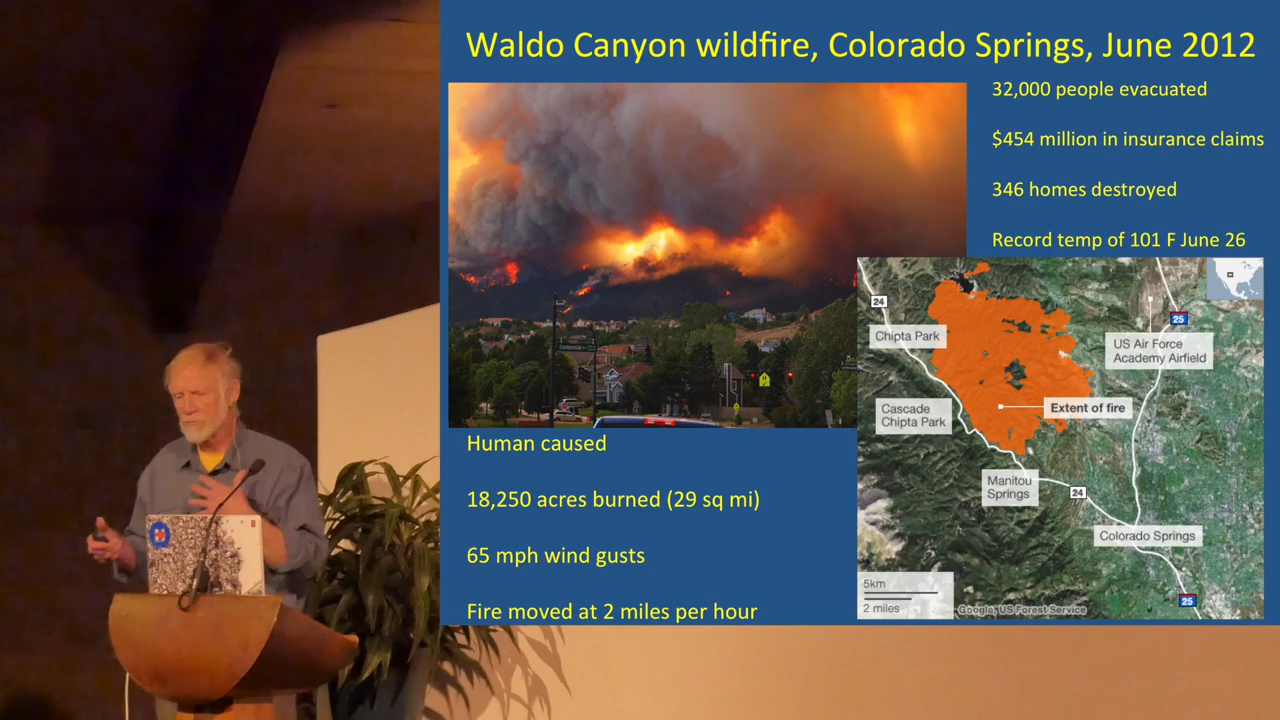 Waldo Canyon wildfire, Colorado Springs, June 2012
32,000 people evacuated
$454 million in insurance claims
346 homes destroyed
Record temp of 101 F June 26
24
Chipta Park
25
US Air Force
Academy Airfield
Cascade
Chipta Park
Extent of fire
Manitou
Springs
24
Colorado Springs
5km
2 miles
Google, US Forest Service
25
Human caused
18,250 acres burned (29 sq mi)
65 mph wind gusts
Fire moved at 2 miles per hour
H